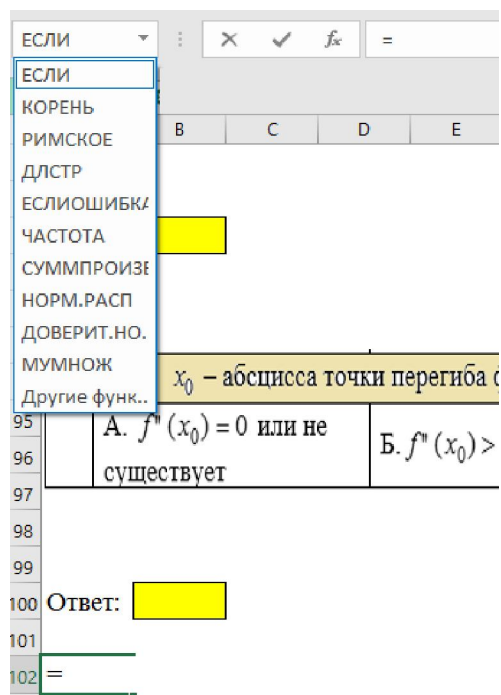 ЕСЛИ =
ЕСЛИ
КОРЕНЬ
РИМСКОЕ
ДЛСТР
ЕСЛИОШИБКА
ЧАСТОТА
СУММПРОИЗВ
НОРМ.РАСП
ДОВЕРИТ.НО.
МУМНОЖ
Другие функ..
fx
B C D E
x₀ – абсцисса точки перегиба
95 А. f" (x₀) = 0 или не
96 существует
Б. f" (x₀) >
97
98
99
100 Ответ:
101
102 =